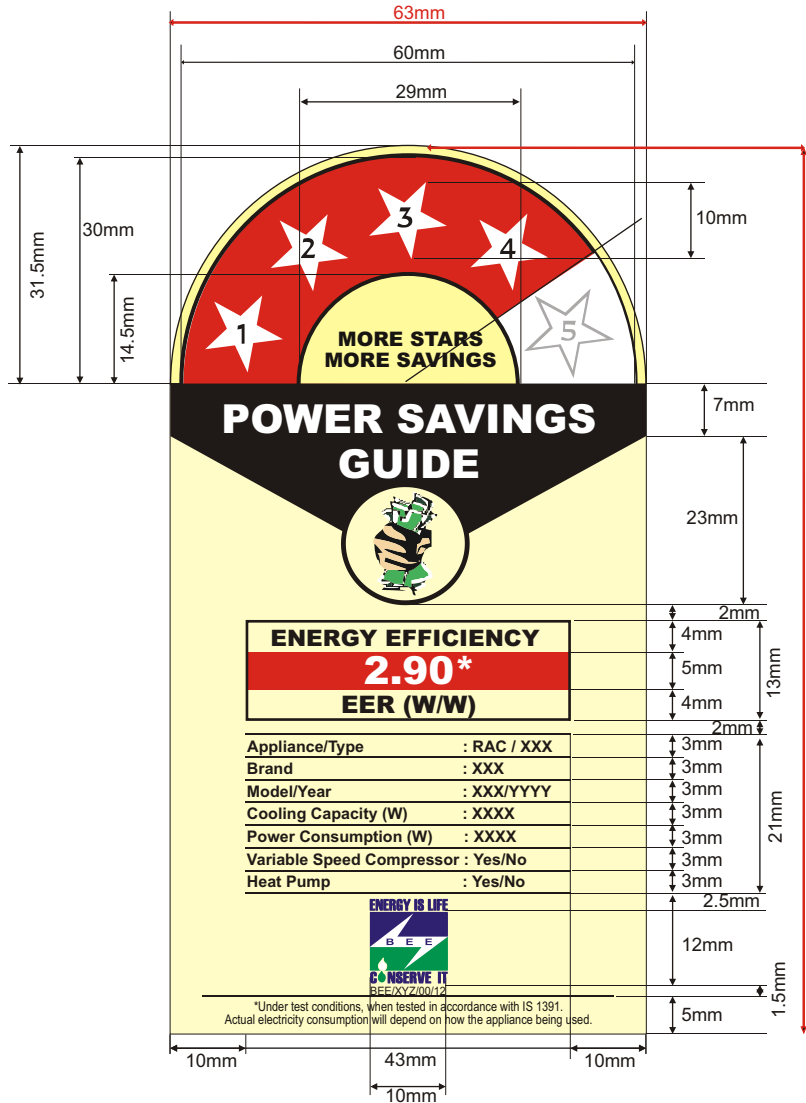 63mm
60mm
29mm
31.5mm
30mm
14.5mm
10mm
1
2
3
4
5
MORE STARS
MORE SAVINGS
POWER SAVINGS
GUIDE
7mm
23mm
2mm
ENERGY EFFICIENCY
2.90*
EER (W/W)
4mm
5mm
4mm
13mm
2mm
Appliance/Type : RAC / XXX
Brand : XXX
Model/Year : XXX/YYYY
Cooling Capacity (W) : XXXX
Power Consumption (W) : XXXX
Variable Speed Compressor : Yes/No
Heat Pump : Yes/No
3mm
3mm
3mm
3mm
3mm
3mm
3mm
21mm
2.5mm
ENERGY IS LIFE
B E E
CONSERVE IT
BEE/XYZ/00/12
12mm
1.5mm
*Under test conditions, when tested in accordance with IS 1391.
Actual electricity consumption will depend on how the appliance being used.
5mm
10mm
43mm
10mm
10mm